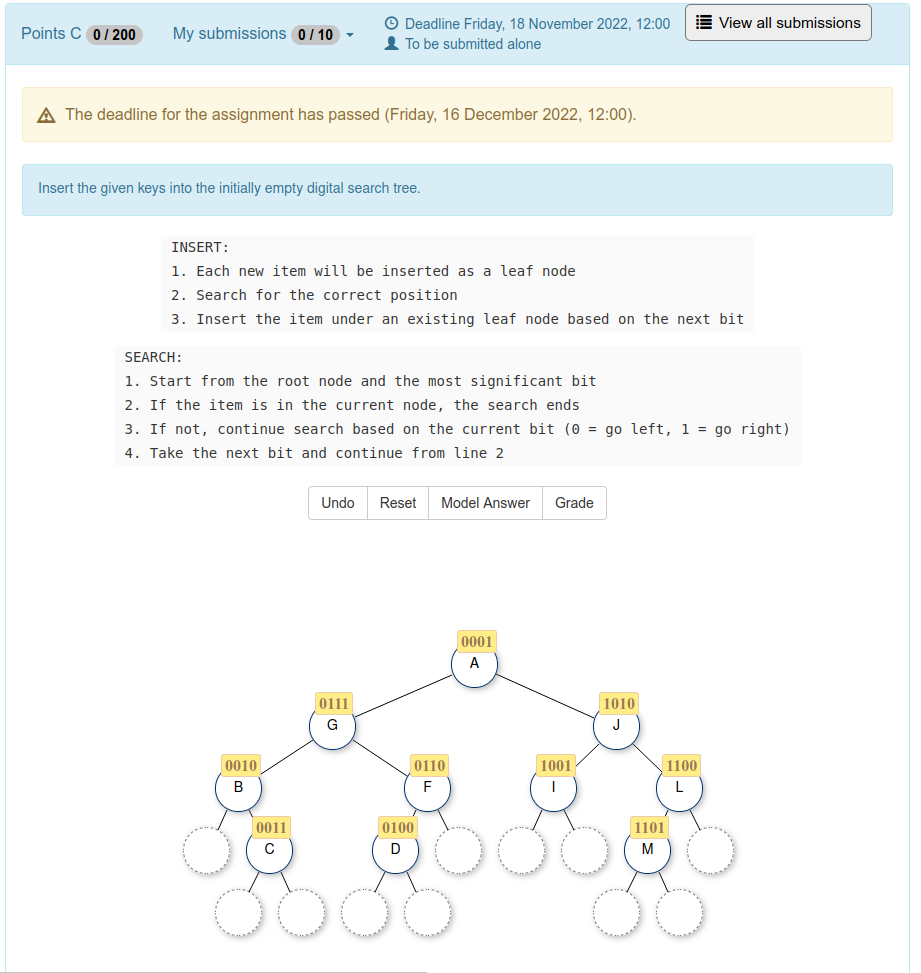 Points C 0 / 200 My submissions 0 / 10
Deadline Friday, 18 November 2022, 12:00
To be submitted alone
View all submissions
The deadline for the assignment has passed (Friday, 16 December 2022, 12:00).
Insert the given keys into the initially empty digital search tree.
INSERT:
1. Each new item will be inserted as a leaf node
2. Search for the correct position
3. Insert the item under an existing leaf node based on the next bit
SEARCH:
1. Start from the root node and the most significant bit
2. If the item is in the current node, the search ends
3. If not, continue search based on the current bit (0 = go left, 1 = go right)
4. Take the next bit and continue from line 2
Undo Reset Model Answer Grade
0001
A
0111 1010
G J
0010 0110 1001 1100
B F I L
0011 0100 1101
C D M